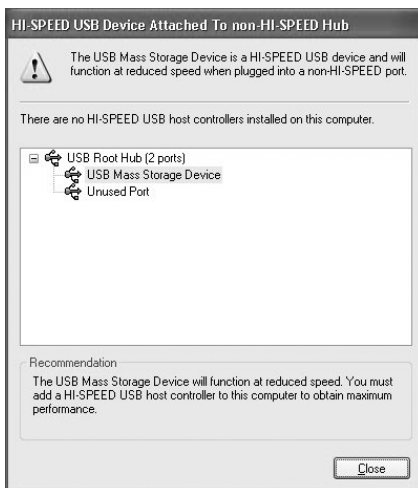 HI-SPEED USB Device Attached To non-HI-SPEED Hub
The USB Mass Storage Device is a HI-SPEED USB device and will
function at reduced speed when plugged into a non-HI-SPEED port.
There are no HI-SPEED USB host controllers installed on this computer.
USB Root Hub (2 ports)
USB Mass Storage Device
Unused Port
Recommendation
The USB Mass Storage Device will function at reduced speed. You must
add a HI-SPEED USB host controller to this computer to obtain maximum
performance.
Close